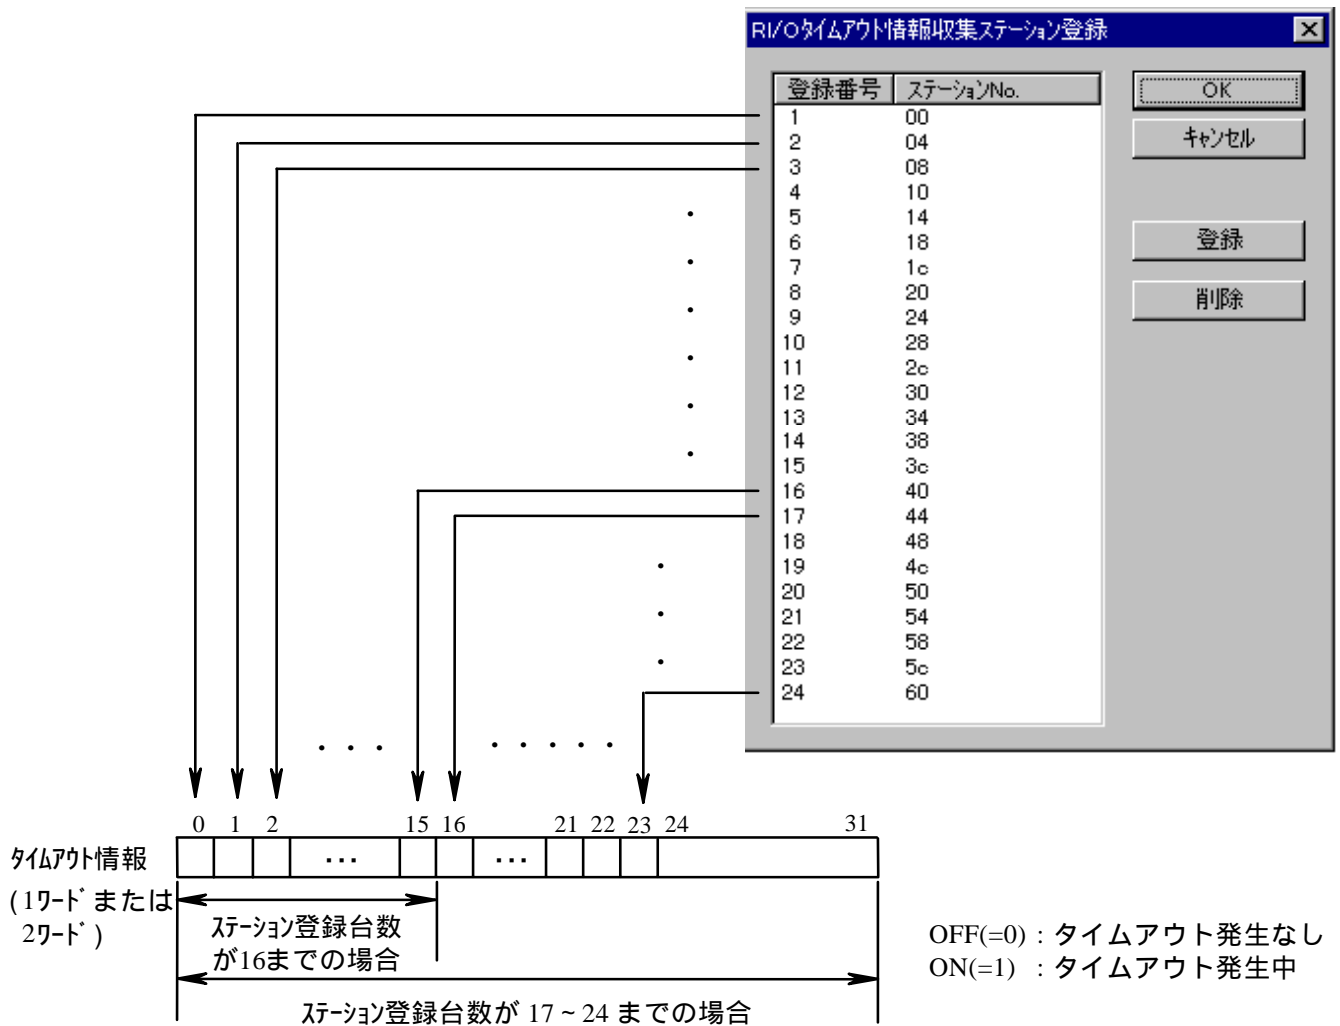 RI/Oタイムアウト情報収集ステーション登録
登録番号 ステーションNo.
1 00
2 04
3 08
4 10
5 14
6 18
7 1c
8 20
9 24
10 28
11 2c
12 30
13 34
14 38
15 3c
16 40
17 44
18 48
19 4c
20 50
21 54
22 58
23 5c
24 60
OK
キャンセル
登録
削除
0 1 2 15 16 21 22 23 24 31
タイムアウト情報
(1ワードまたは
2ワード)
ステーション登録台数
が16までの場合
ステーション登録台数が 17~24 までの場合
OFF(=0):タイムアウト発生なし
ON(=1) :タイムアウト発生中